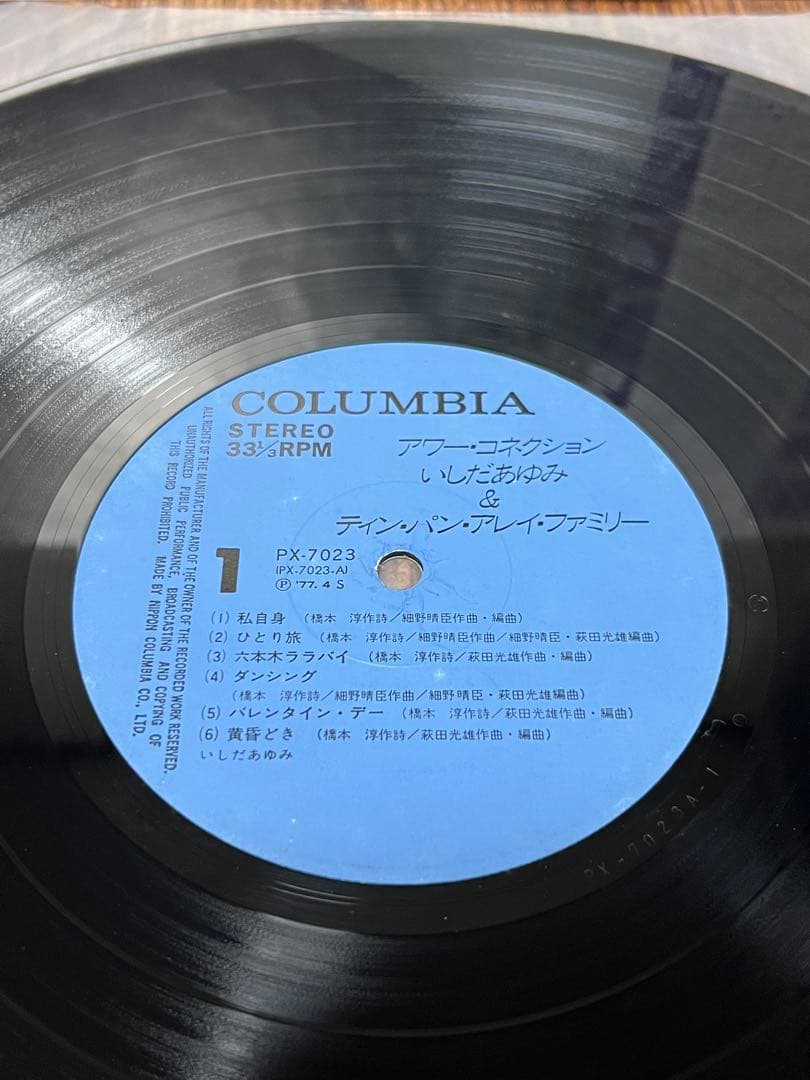 COLUMBIA
STEREO
33⅓RPM
アワー・コネクション
いしだあゆみ
&
ティン・パン・アレイ・ファミリー
1
PX-7023
(PX-7023-A)
Ⓟ '77. 4 S
(1) 私自身 (橋本 淳作詩/細野晴臣作曲・編曲)
(2) ひとり旅 (橋本 淳作詩/細野晴臣作曲/細野晴臣・萩田光雄編曲)
(3) 六本木ララバイ (橋本 淳作詩/萩田光雄作曲・編曲)
(4) ダンシング
(橋本 淳作詩/細野晴臣作曲/細野晴臣・萩田光雄編曲)
(5) バレンタイン・デー (橋本 淳作詩/萩田光雄作曲・編曲)
(6) 黄昏どき (橋本 淳作詩/萩田光雄作曲・編曲)
いしだあゆみ
ALL RIGHTS OF THE MANUFACTURER AND OF THE OWNER OF THE RECORDED WORK RESERVED.
UNAUTHORIZED PUBLIC PERFORMANCE, BROADCASTING AND COPYING OF
THIS RECORD PROHIBITED. MADE BY NIPPON COLUMBIA CO., LTD.
PX-7023A-1